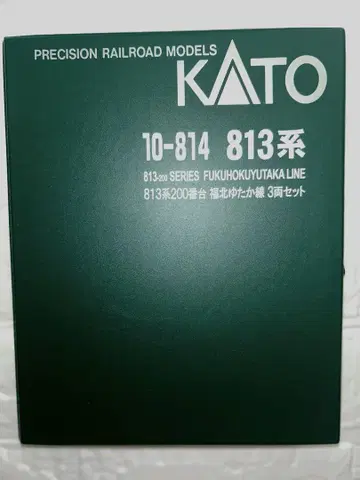 PRECISION RAILROAD MODELS
KATO
10-814 813系
813-200 SERIES FUKUHOKUYUTAKA LINE
813系200番台 福北ゆたか線 3両セット